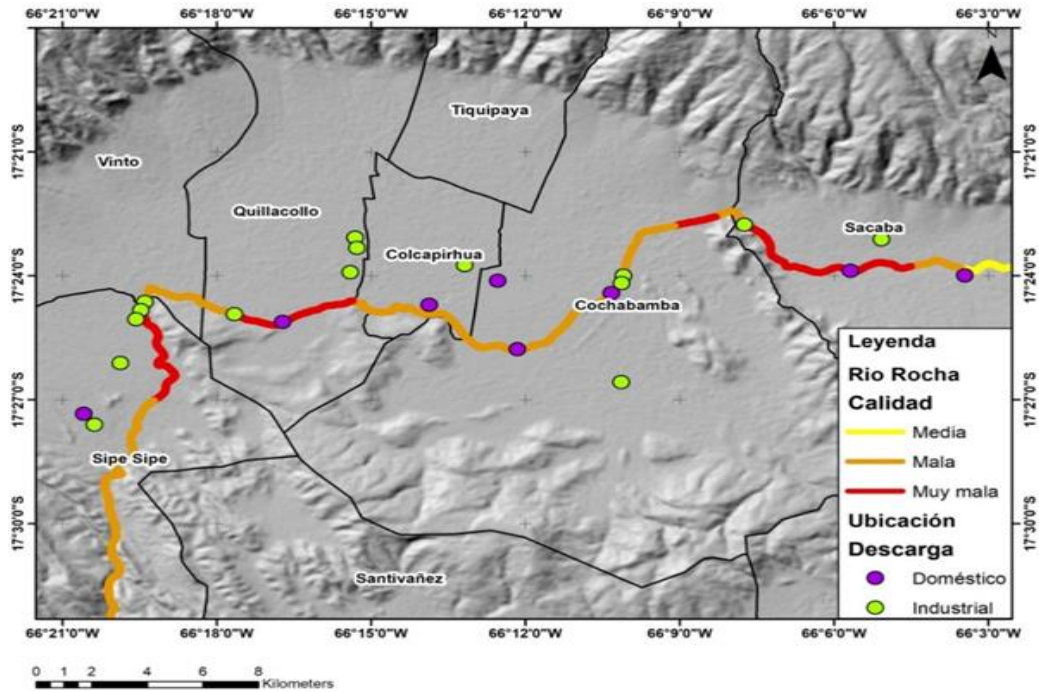 66°21'0"W 66°18'0"W 66°15'0"W 66°12'0"W 66°9'0"W 66°6'0"W 66°3'0"W
Z
Tiquipaya
17°21'0"S 17°21'0"S
Vinto
Quillacollo
Sacaba
Colcapirhua
17°24'0"S 17°24'0"S
Cochabamba
Leyenda
Rio Rocha
Calidad
17°27'0"S 17°27'0"S
Media
Sipe Sipe
Mala
Muy mala
17°30'0"S 17°30'0"S
Ubicación
Descarga
Santivañez
Doméstico
Industrial
66°21'0"W 66°18'0"W 66°15'0"W 66°12'0"W 66°9'0"W 66°6'0"W 66°3'0"W
0 1 2 4 6 8
Kilometers